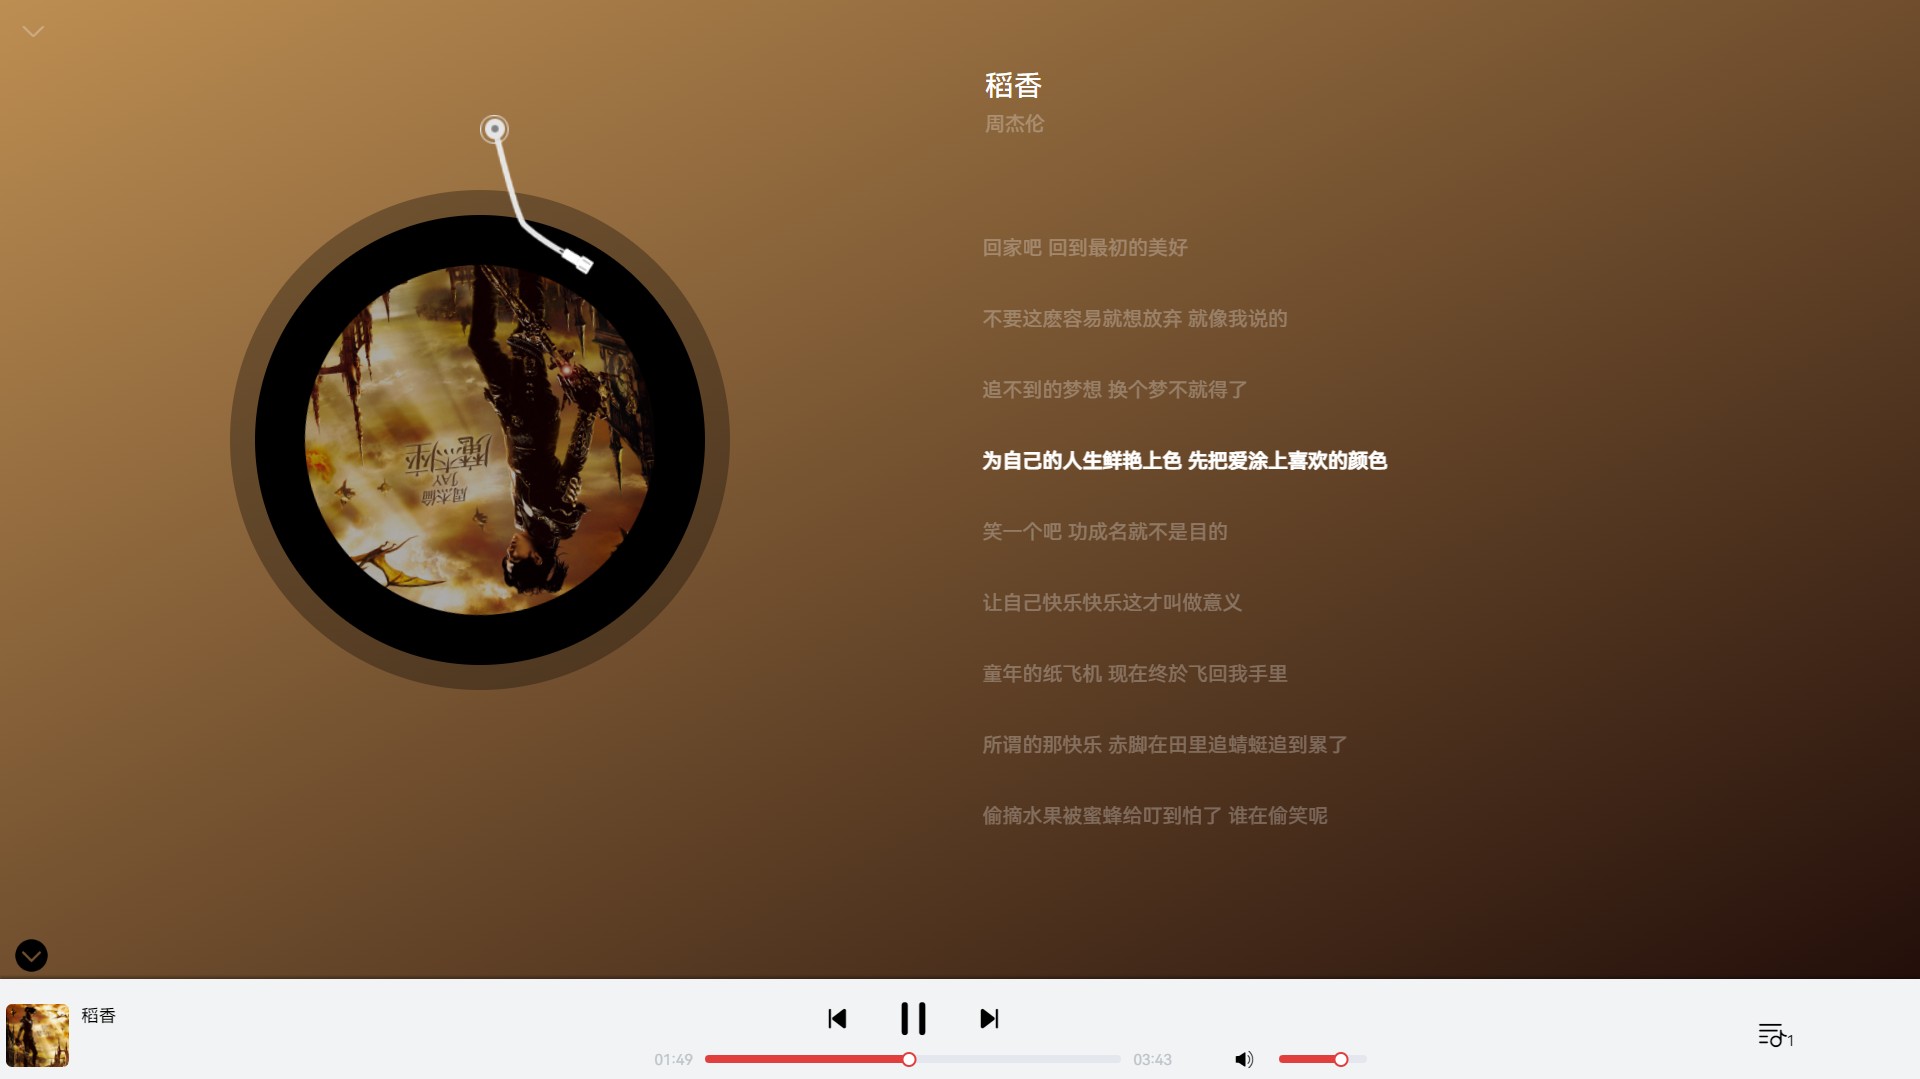 稻香
周杰伦
回家吧 回到最初的美好
不要这麽容易就想放弃 就像我说的
追不到的梦想 换个梦不就得了
为自己的人生鲜艳上色 先把爱涂上喜欢的颜色
笑一个吧 功成名就不是目的
让自己快乐快乐这才叫做意义
童年的纸飞机 现在终於飞回我手里
所谓的那快乐 赤脚在田里追蜻蜓追到累了
偷摘水果被蜜蜂给叮到怕了 谁在偷笑呢
魔杰座
JAY
周杰倫
稻香
01:49
03:43
1